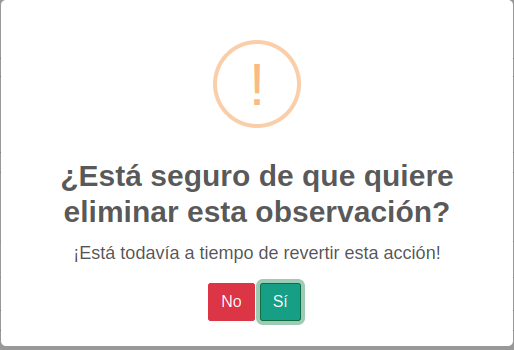 !
¿Está seguro de que quiere
eliminar esta observación?
¡Está todavía a tiempo de revertir esta acción!
No Sí